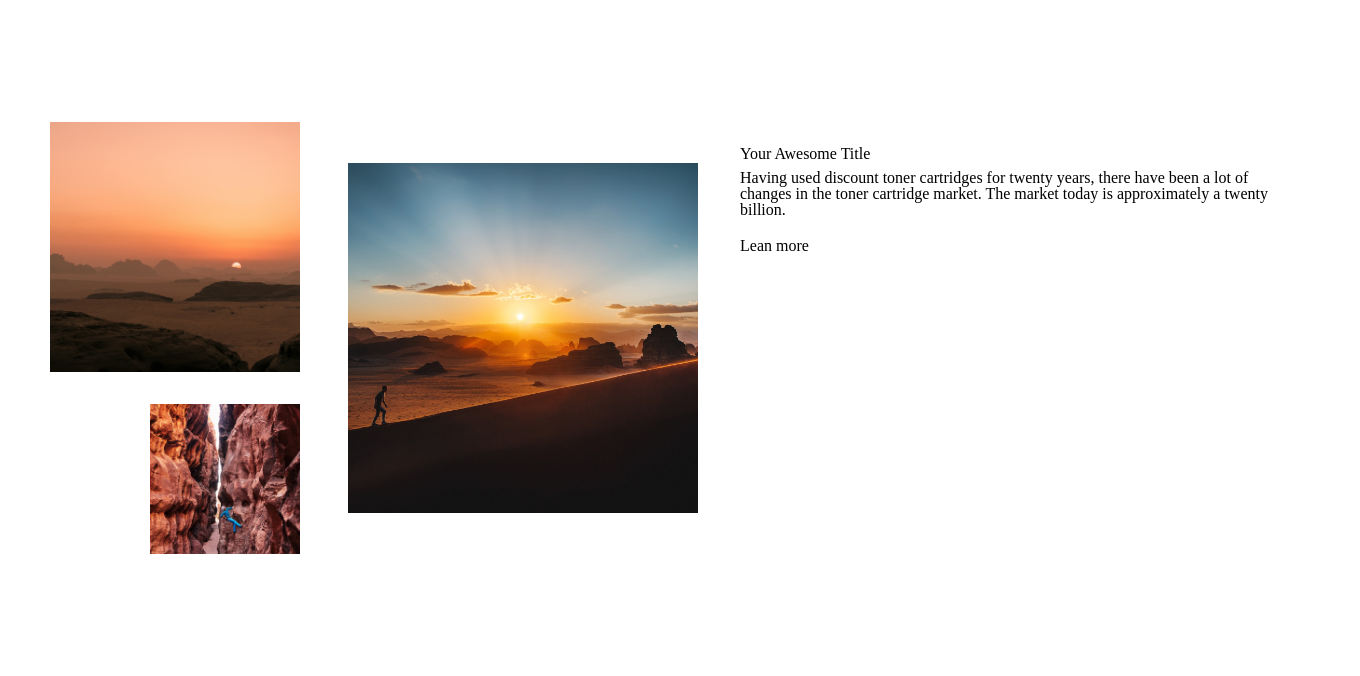 Your Awesome Title
Having used discount toner cartridges for twenty years, there have been a lot of
changes in the toner cartridge market. The market today is approximately a twenty
billion.
Lean more